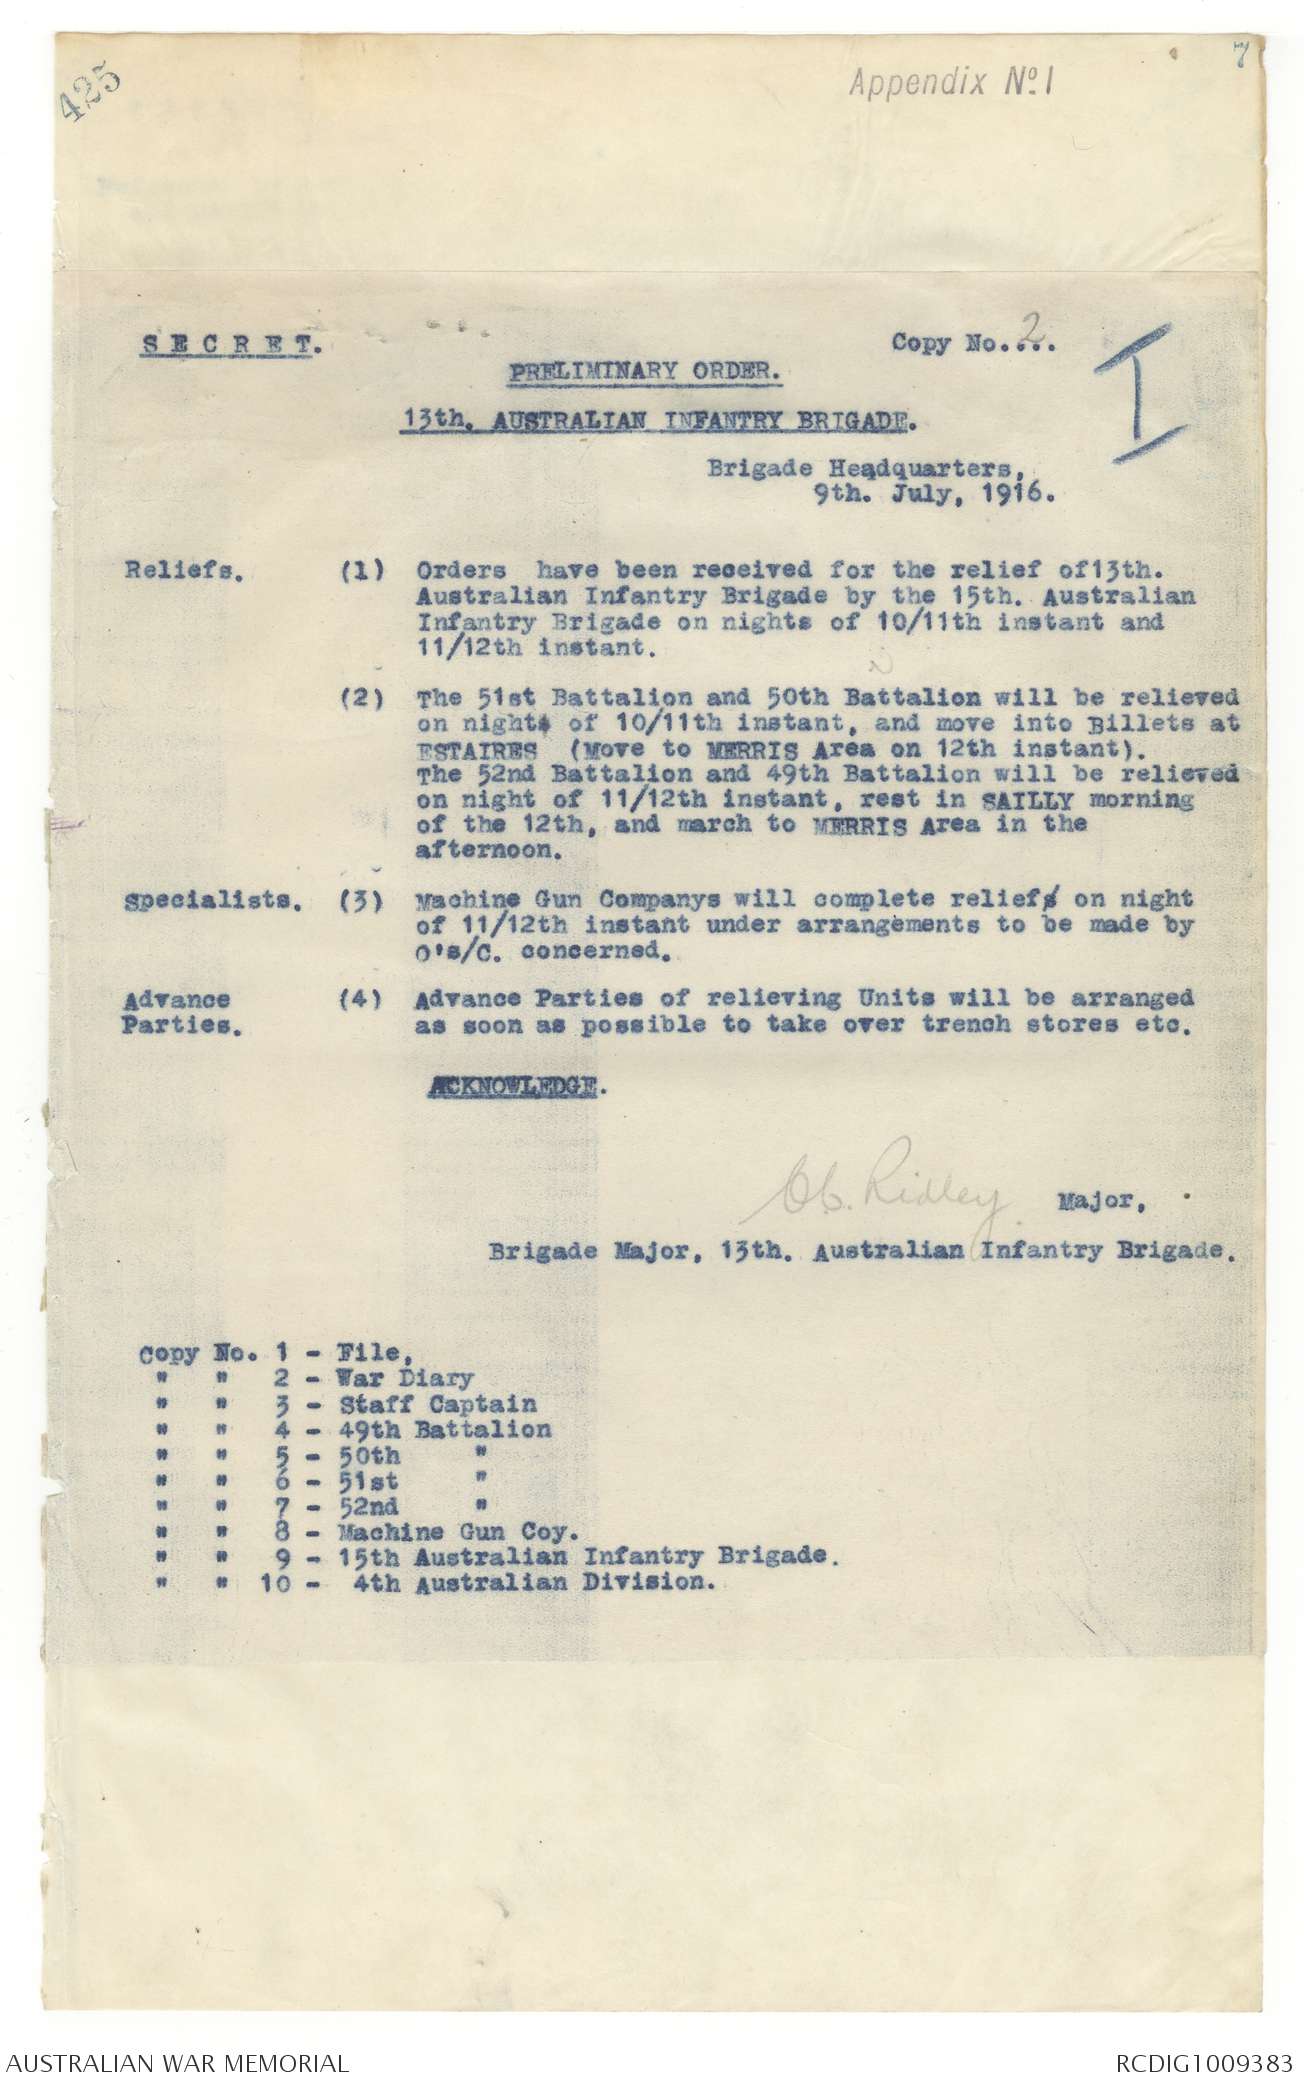 425
Appendix No. 1
7
SECRET.
Copy No. 2...
I
PRELIMINARY ORDER.
13th. AUSTRALIAN INFANTRY BRIGADE.
Brigade Headquarters,
9th. July, 1916.
Reliefs. (1) Orders have been received for the relief of13th.
Australian Infantry Brigade by the 15th. Australian
Infantry Brigade on nights of 10/11th instant and
11/12th instant.
(2) The 51st Battalion and 50th Battalion will be relieved
on night of 10/11th instant, and move into Billets at
ESTAIRES (Move to MERRIS Area on 12th instant).
The 52nd Battalion and 49th Battalion will be relieved
on night of 11/12th instant, rest in SAILLY morning
of the 12th, and march to MERRIS Area in the
afternoon.
Specialists. (3) Machine Gun Companys will complete relief on night
of 11/12th instant under arrangements to be made by
O's/C. concerned.
Advance (4) Advance Parties of relieving Units will be arranged
Parties. as soon as possible to take over trench stores etc.
ACKNOWLEDGE.
C. Ridley Major,
Brigade Major, 13th. Australian Infantry Brigade.
Copy No. 1 - File,
" " 2 - War Diary
" " 3 - Staff Captain
" " 4 - 49th Battalion
" " 5 - 50th "
" " 6 - 51st "
" " 7 - 52nd "
" " 8 - Machine Gun Coy.
" " 9 - 15th Australian Infantry Brigade.
" " 10 - 4th Australian Division.
AUSTRALIAN WAR MEMORIAL
RCDIG1009383